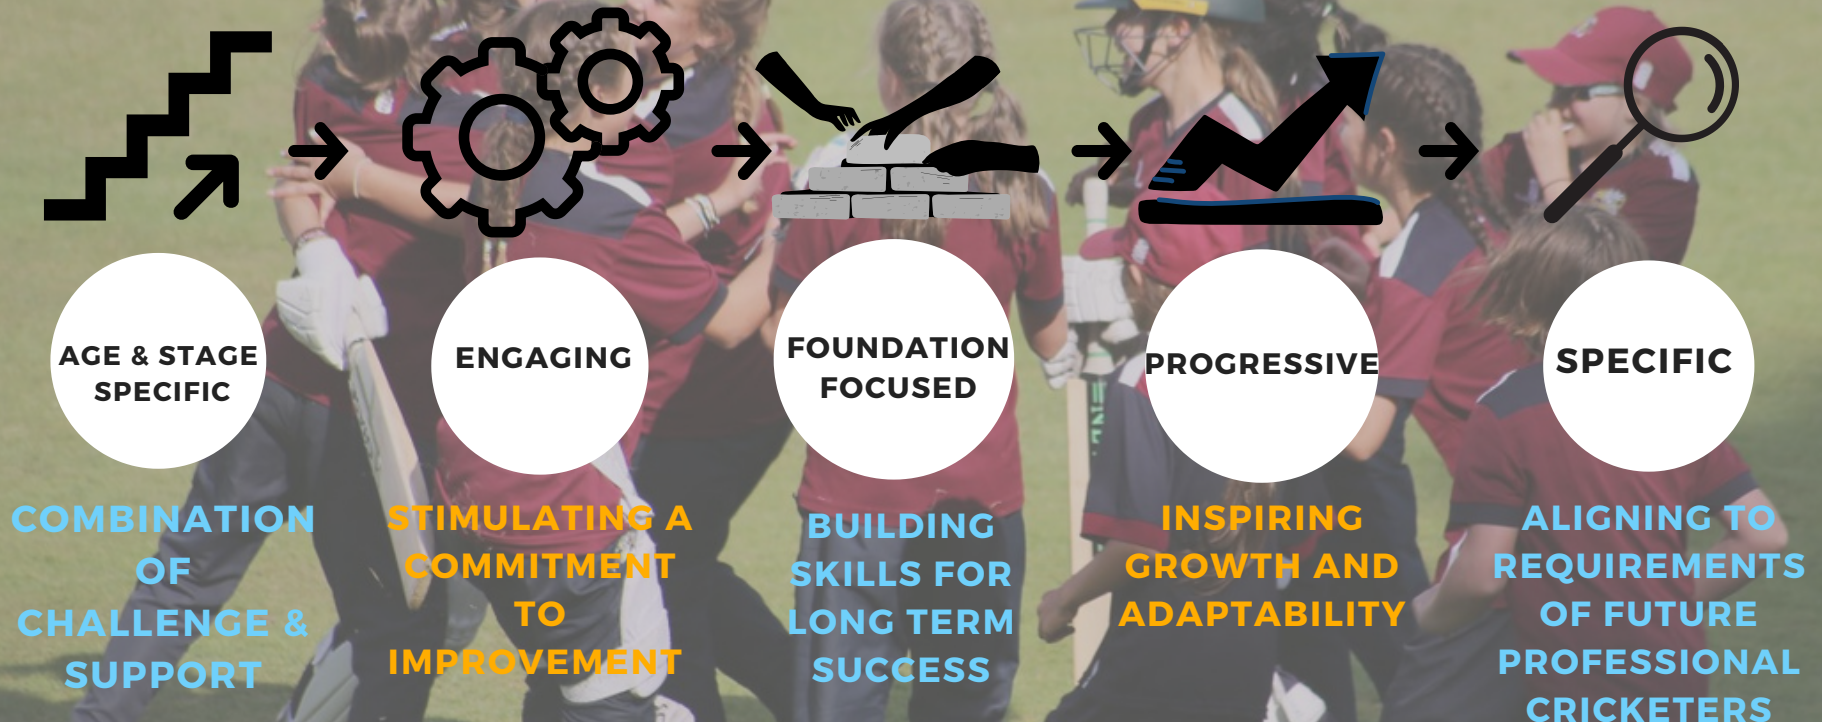 AGE & STAGE
SPECIFIC
COMBINATION
OF
CHALLENGE &
SUPPORT
ENGAGING
STIMULATING A
COMMITMENT
TO
IMPROVEMENT
FOUNDATION
FOCUSED
BUILDING
SKILLS FOR
LONG TERM
SUCCESS
PROGRESSIVE
INSPIRING
GROWTH AND
ADAPTABILITY
SPECIFIC
ALIGNING TO
REQUIREMENTS
OF FUTURE
PROFESSIONAL
CRICKETERS